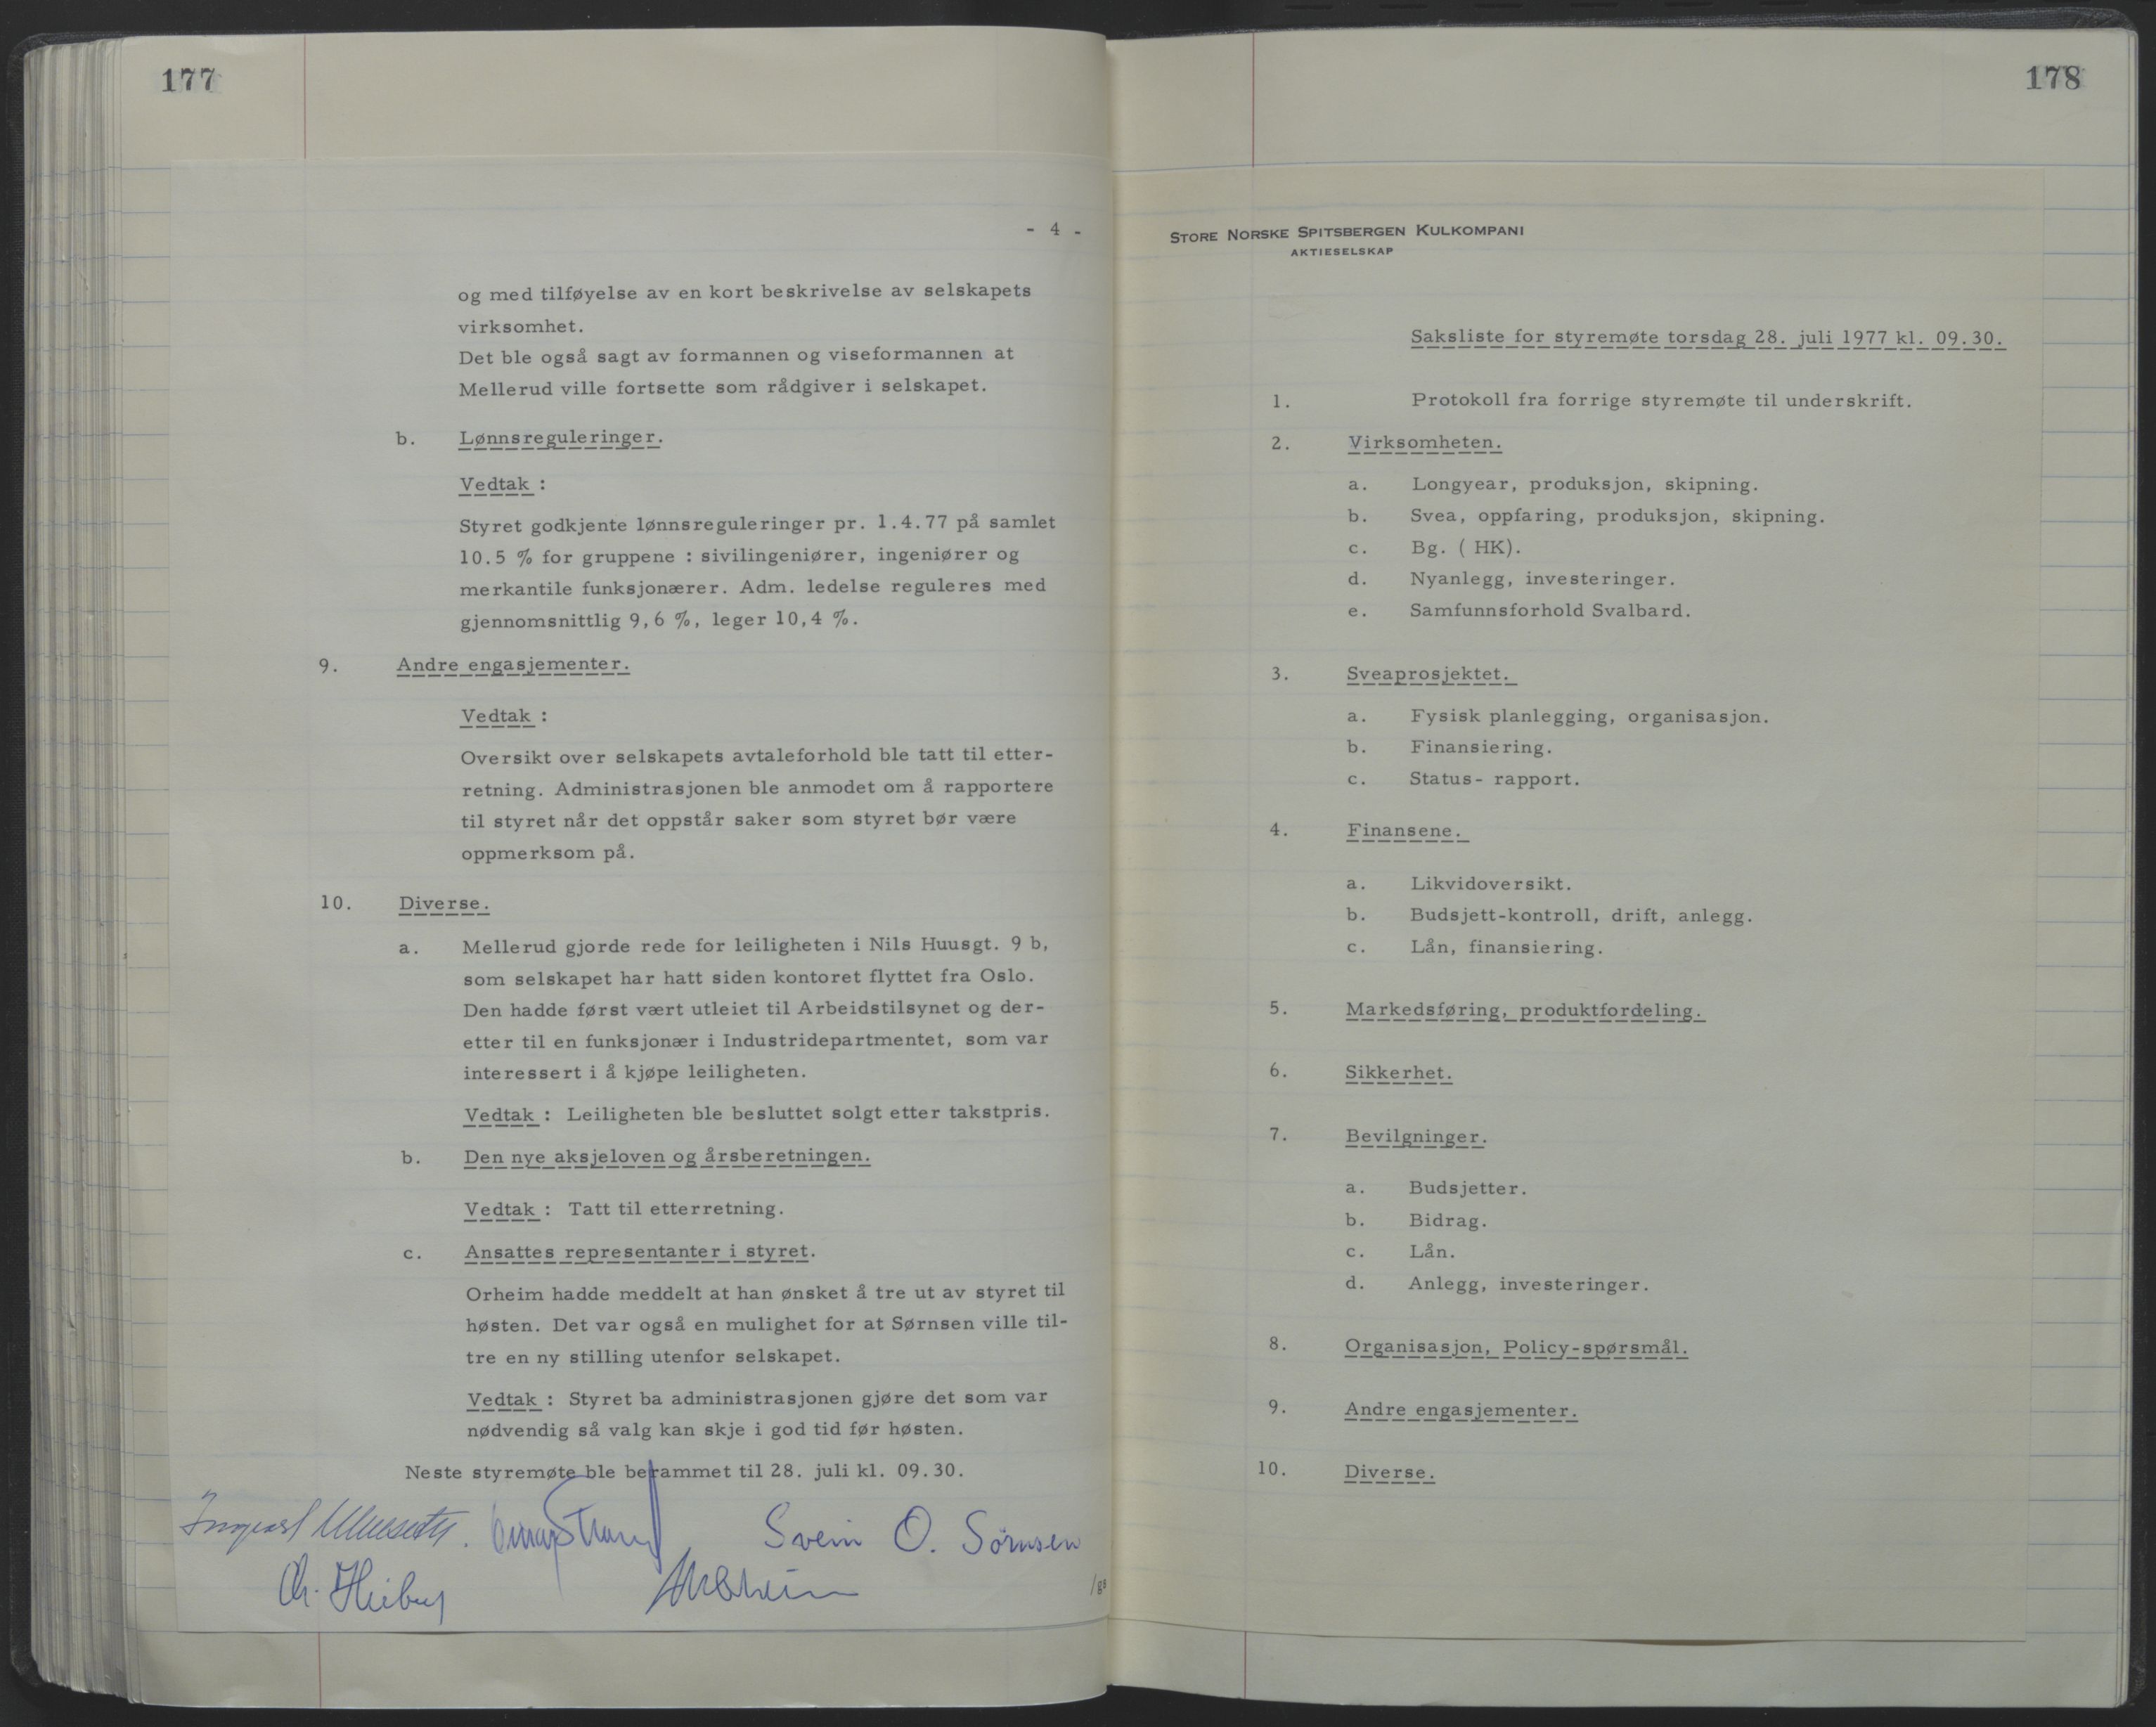 177
- 4 -
og med tilføyelse av en kort beskrivelse av selskapets
virksomhet.
Det ble også sagt av formannen og viseformannen at
Mellerud ville fortsette som rådgiver i selskapet.
b. Lønnsreguleringer.
Vedtak :
Styret godkjente lønnsreguleringer pr. 1.4.77 på samlet
10.5 % for gruppene : sivilingeniører, ingeniører og
merkantile funksjonærer. Adm. ledelse reguleres med
gjennomsnittlig 9,6 %, leger 10,4 %.
9. Andre engasjementer.
Vedtak :
Oversikt over selskapets avtaleforhold ble tatt til etter-
retning. Administrasjonen ble anmodet om å rapportere
til styret når det oppstår saker som styret bør være
oppmerksom på.
10. Diverse.
a. Mellerud gjorde rede for leiligheten i Nils Huusgt. 9 b,
som selskapet har hatt siden kontoret flyttet fra Oslo.
Den hadde først vært utleiet til Arbeidstilsynet og der-
etter til en funksjonær i Industridepartmentet, som var
interessert i å kjøpe leiligheten.
Vedtak : Leiligheten ble besluttet solgt etter takstpris.
b. Den nye aksjeloven og årsberetningen.
Vedtak : Tatt til etterretning.
c. Ansattes representanter i styret.
Orheim hadde meddelt at han ønsket å tre ut av styret til
høsten. Det var også en mulighet for at Sørnsen ville til-
tre en ny stilling utenfor selskapet.
Vedtak : Styret ba administrasjonen gjøre det som var
nødvendig så valg kan skje i god tid før høsten.
Neste styremøte ble berammet til 28. juli kl. 09.30.
Svein O. Sørnsen
/gs
178
STORE NORSKE SPITSBERGEN KULKOMPANI
AKTIESELSKAP
Saksliste for styremøte torsdag 28. juli 1977 kl. 09.30.
1. Protokoll fra forrige styremøte til underskrift.
2. Virksomheten.
a. Longyear, produksjon, skipning.
b. Svea, oppfaring, produksjon, skipning.
c. Bg. ( HK).
d. Nyanlegg, investeringer.
e. Samfunnsforhold Svalbard.
3. Sveaprosjektet.
a. Fysisk planlegging, organisasjon.
b. Finansiering.
c. Status- rapport.
4. Finansene.
a. Likvidoversikt.
b. Budsjett-kontroll, drift, anlegg.
c. Lån, finansiering.
5. Markedsføring, produktfordeling.
6. Sikkerhet.
7. Bevilgninger.
a. Budsjetter.
b. Bidrag.
c. Lån.
d. Anlegg, investeringer.
8. Organisasjon, Policy-spørsmål.
9. Andre engasjementer.
10. Diverse.